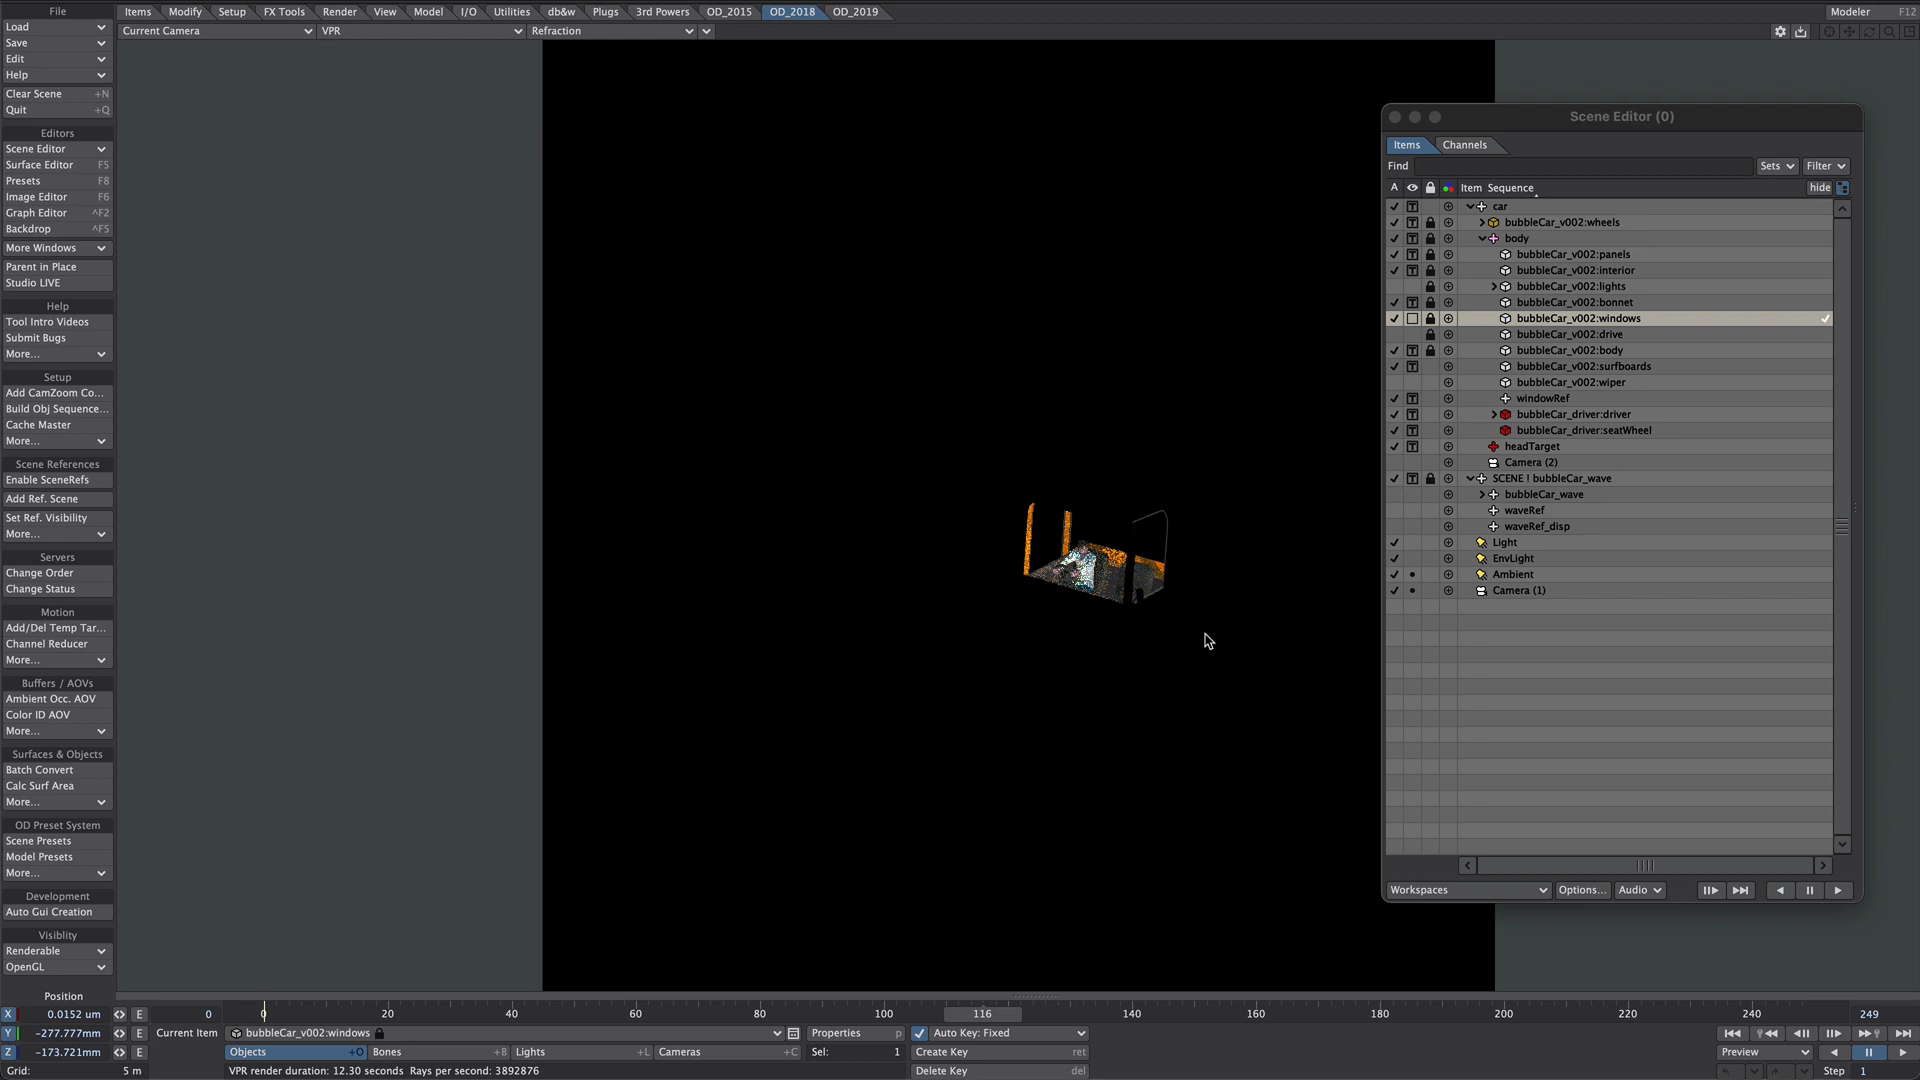 File
Load
Save
Edit
Help
Clear Scene +N
Quit +Q
Editors
Scene Editor
Surface Editor F5
Presets F8
Image Editor F6
Graph Editor ^F2
Backdrop ^F5
More Windows
Parent in Place
Studio LIVE
Help
Tool Intro Videos
Submit Bugs
More...
Setup
Add CamZoom Co...
Build Obj Sequence...
Cache Master
More...
Scene References
Enable SceneRefs
Add Ref. Scene
Set Ref. Visibility
More...
Servers
Change Order
Change Status
Motion
Add/Del Temp Tar...
Channel Reducer
More...
Buffers / AOVs
Ambient Occ. AOV
Color ID AOV
More...
Surfaces & Objects
Batch Convert
Calc Surf Area
More...
OD Preset System
Scene Presets
Model Presets
More...
Development
Auto Gui Creation
Visiblity
Renderable
OpenGL
Items Modify Setup FX Tools Render View Model I/O Utilities db&w Plugs 3rd Powers OD_2015 OD_2018 OD_2019 Modeler F12
Current Camera VPR Refraction
Scene Editor (0)
Items Channels
Find Sets Filter
A Item Sequence hide
car
bubbleCar_v002:wheels
body
bubbleCar_v002:panels
bubbleCar_v002:interior
bubbleCar_v002:lights
bubbleCar_v002:bonnet
bubbleCar_v002:windows
bubbleCar_v002:drive
bubbleCar_v002:body
bubbleCar_v002:surfboards
bubbleCar_v002:wiper
windowRef
bubbleCar_driver:driver
bubbleCar_driver:seatWheel
headTarget
Camera (2)
SCENE ! bubbleCar_wave
bubbleCar_wave
waveRef
waveRef_disp
Light
EnvLight
Ambient
Camera (1)
Workspaces Options... Audio
Position
X 0.0152 um E 0 0 20 40 60 80 100 116 140 160 180 200 220 240 249
Y -277.777mm E Current Item bubbleCar_v002:windows Properties p Auto Key: Fixed
Z -173.721mm E Objects +O Bones +B Lights +L Cameras +C Sel: 1 Create Key ret Preview
Grid: 5 m VPR render duration: 12.30 seconds Rays per second: 3892876 Delete Key del Step 1